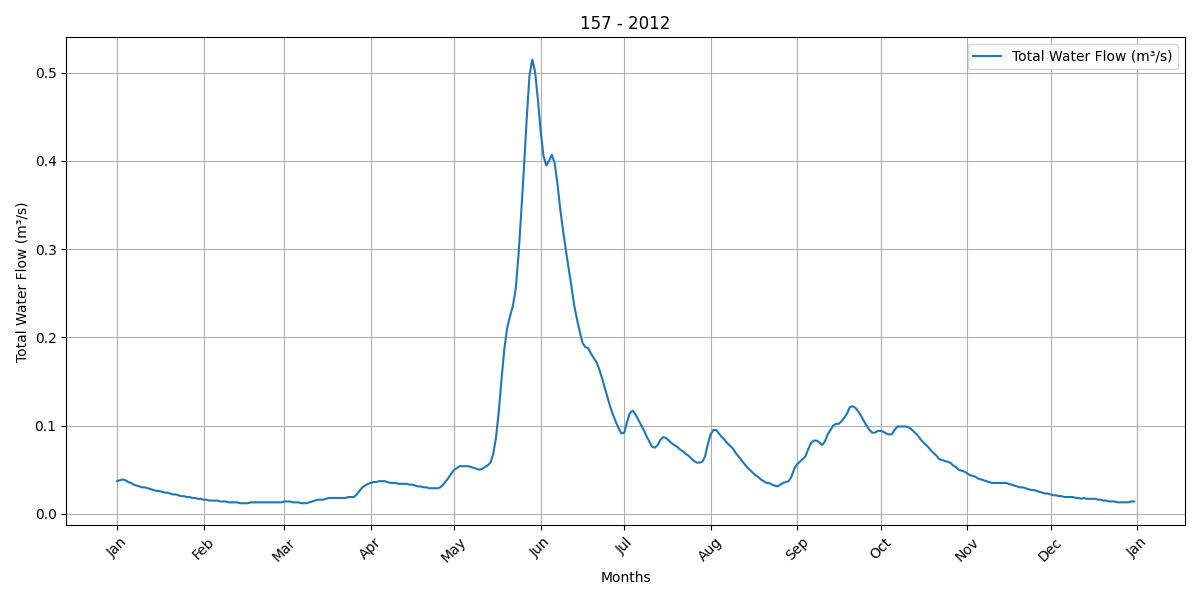 157 - 2012
Total Water Flow (m³/s)
Total Water Flow (m³/s)
0.5
0.4
0.3
0.2
0.1
0.0
Jan
Feb
Mar
Apr
May
Jun
Jul
Aug
Sep
Oct
Nov
Dec
Jan
Months